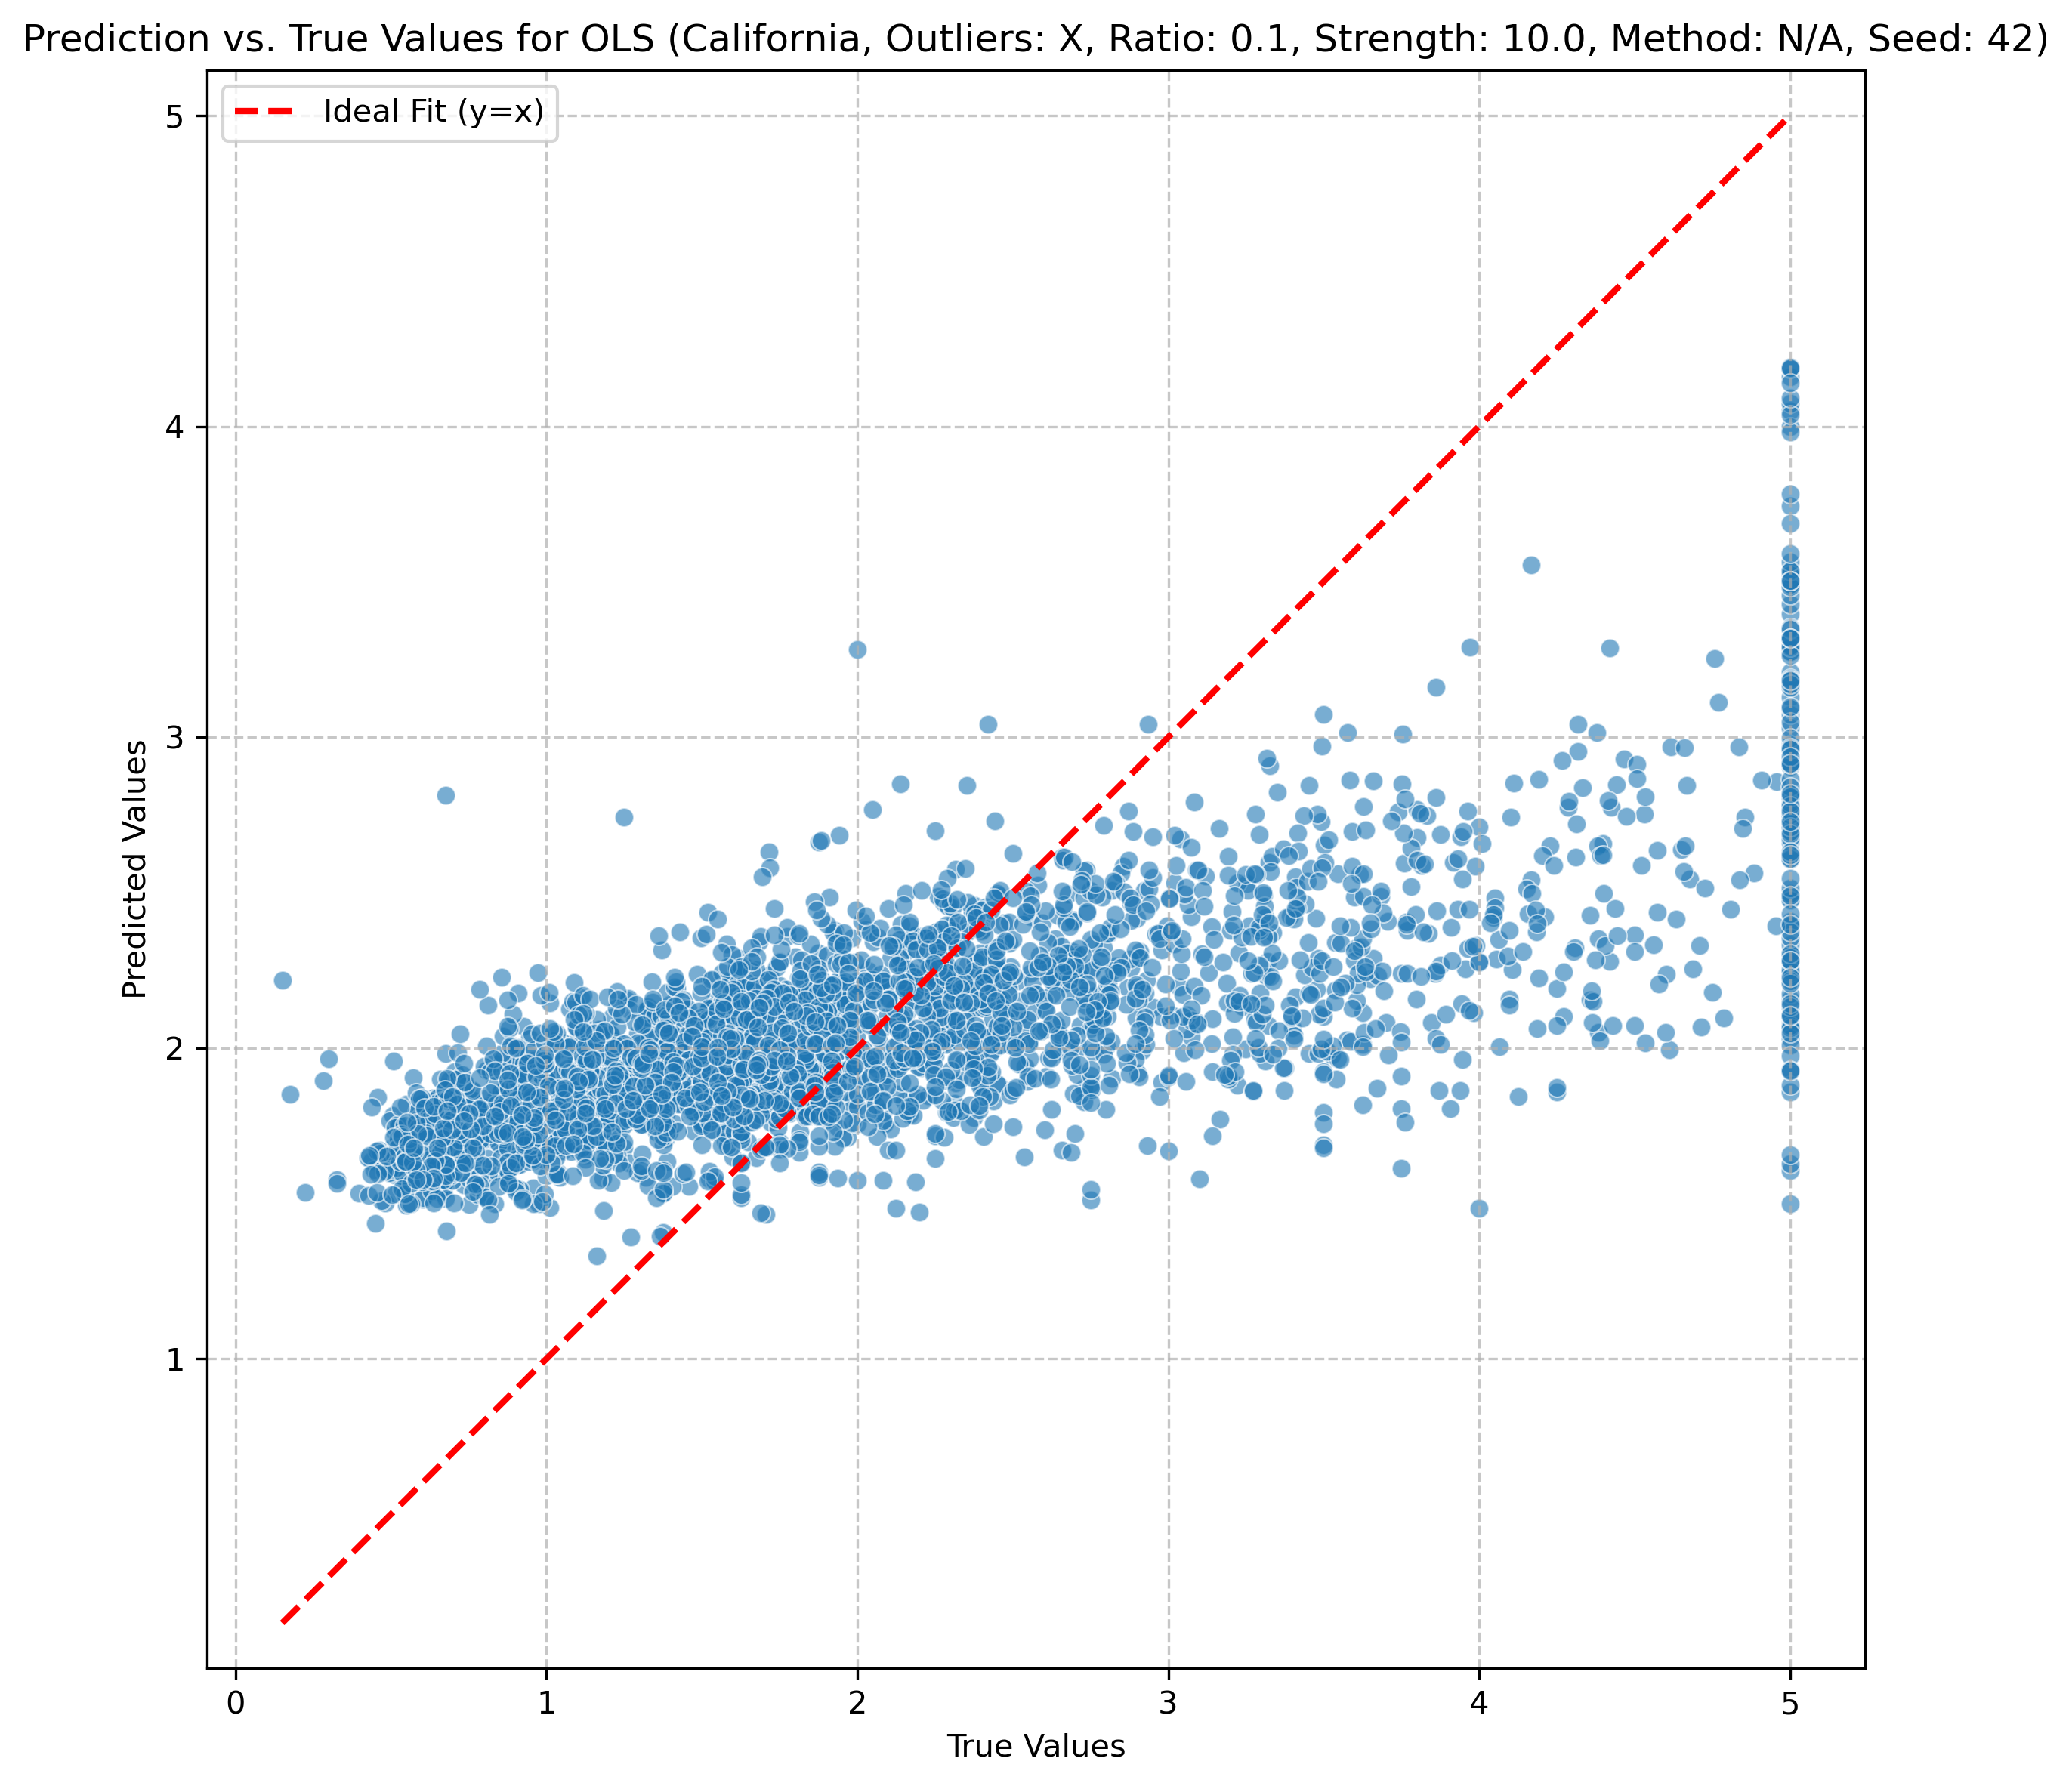 Prediction vs. True Values for OLS (California, Outliers: X, Ratio: 0.1, Strength: 10.0, Method: N/A, Seed: 42)
Ideal Fit (y=x)
5
4
3
2
1
Predicted Values
0 1 2 3 4 5
True Values